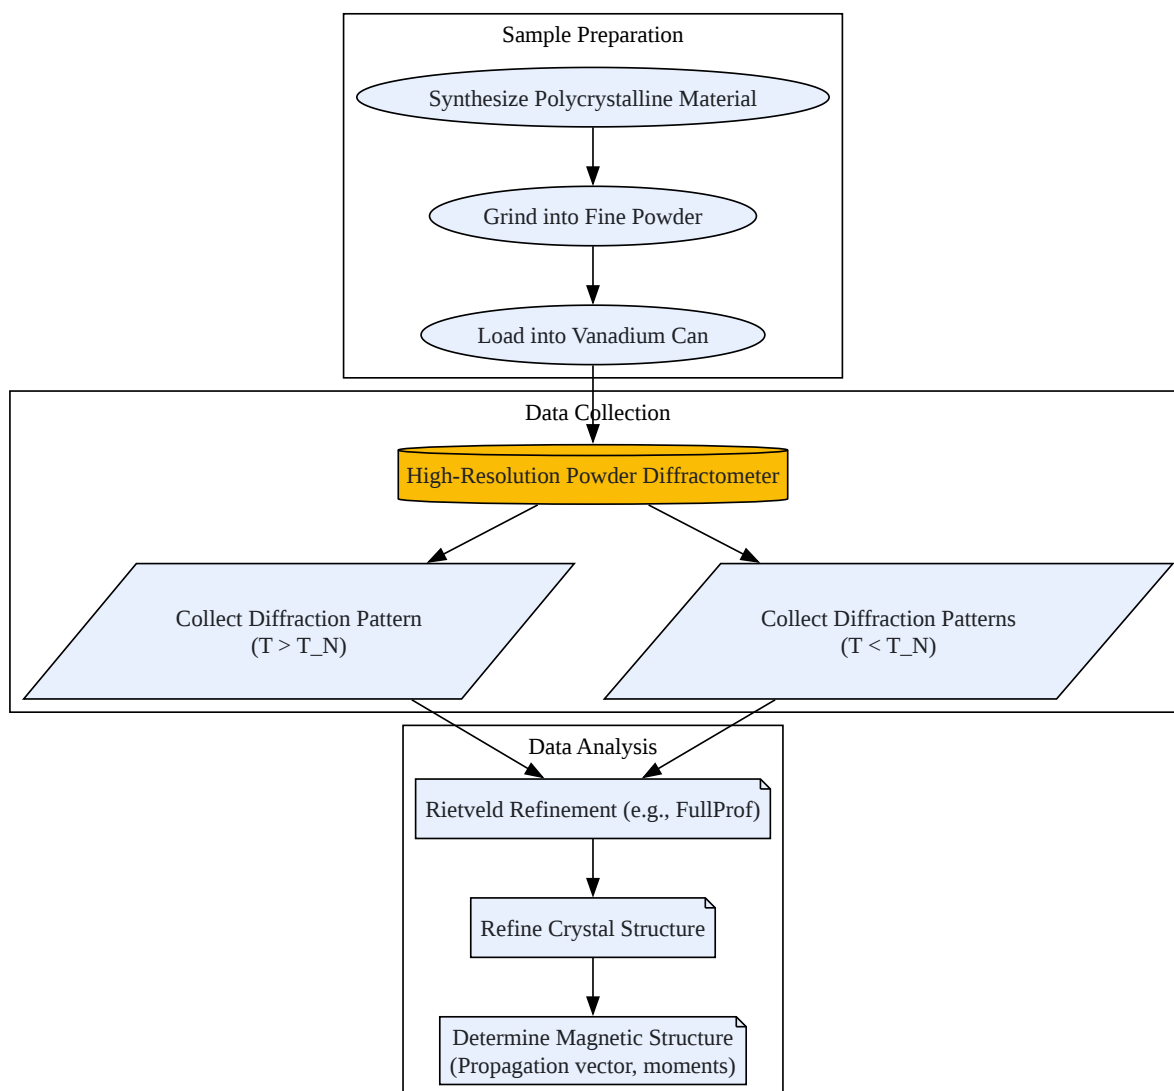 Sample Preparation
Synthesize Polycrystalline Material
Grind into Fine Powder
Load into Vanadium Can
Data Collection
High-Resolution Powder Diffractometer
Collect Diffraction Pattern
(T > T_N)
Collect Diffraction Patterns
(T < T_N)
Data Analysis
Rietveld Refinement (e.g., FullProf)
Refine Crystal Structure
Determine Magnetic Structure
(Propagation vector, moments)